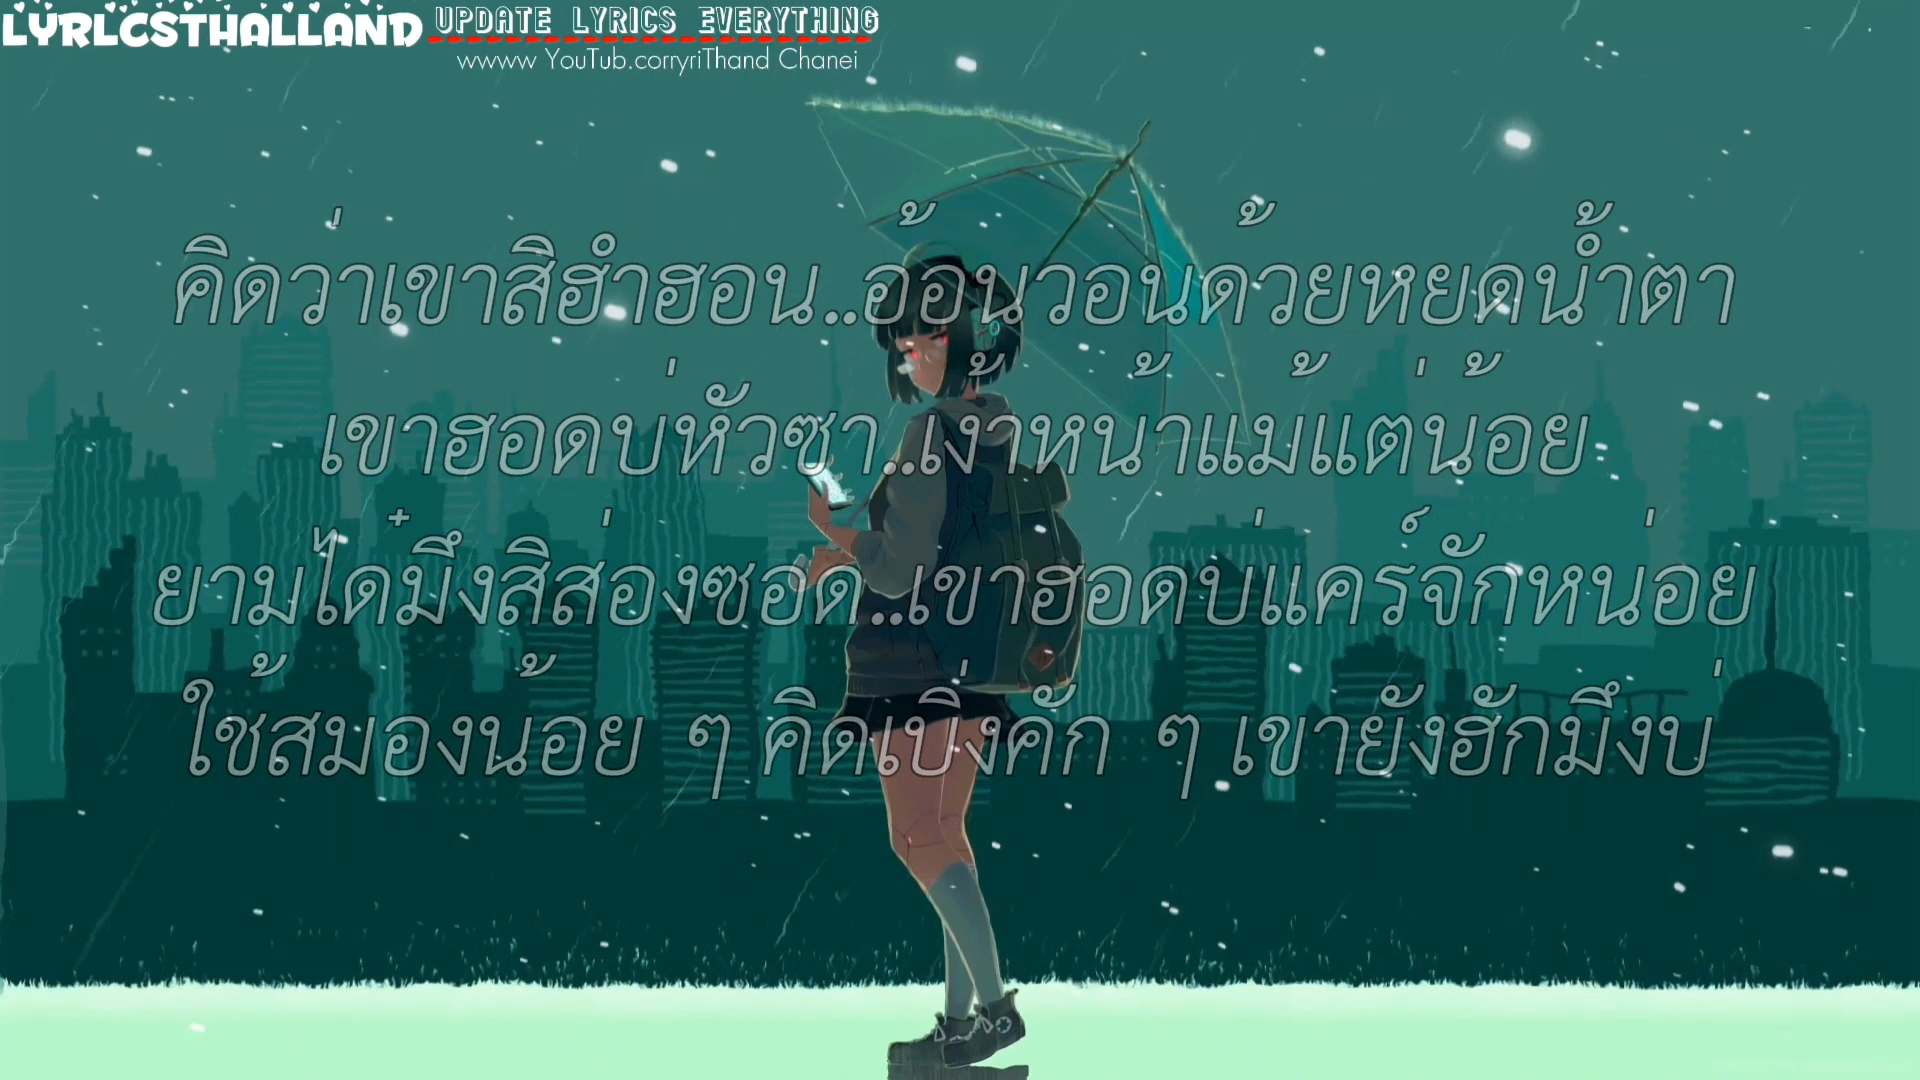 LYRLCSTHALLAND
UPDATE LYRICS EVERYTHING
wwww YouTub.corryriThand Chanei
คิดว่าเขาสิฮำฮอน..อ้อนวอนด้วยหยดน้ำตา
เขาฮอดบ่หัวซา..เง้าหน้าแม้แต่น้อย
ยามได๋มึงสิส่องซอด..เขาฮอดบ่แคร์จักหน่อย
ใช้สมองน้อย ๆ คิดเบิ่งคัก ๆ เขายังฮักมึงบ่